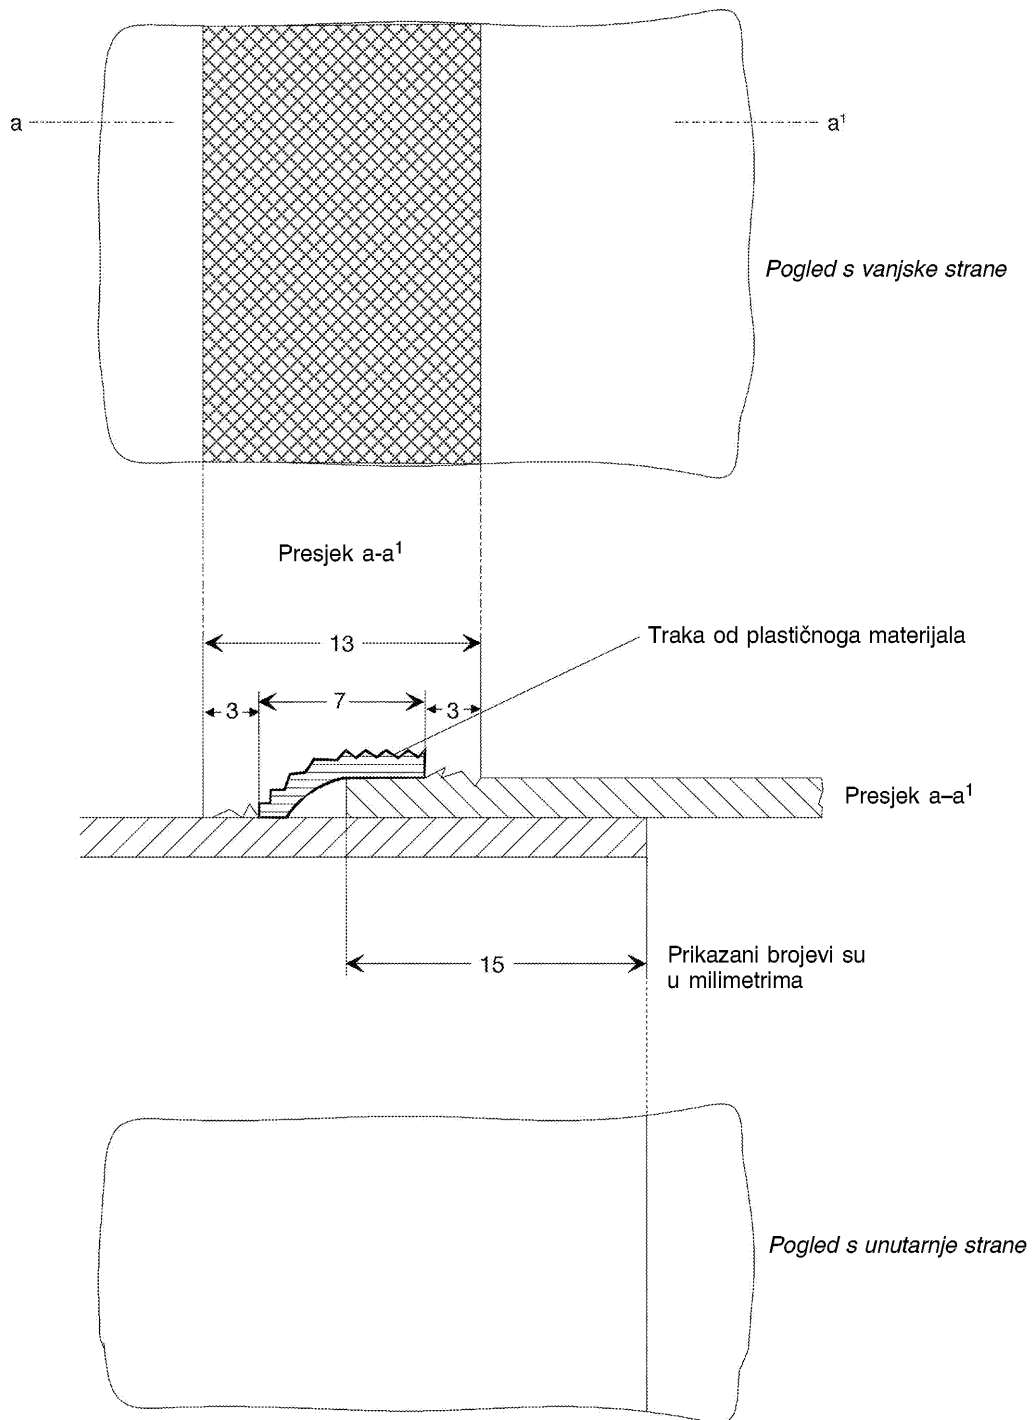 a
a¹
Pogled s vanjske strane
Presjek a-a¹
13
Traka od plastičnoga materijala
3
7
3
Presjek a–a¹
15
Prikazani brojevi su
u milimetrima
Pogled s unutarnje strane